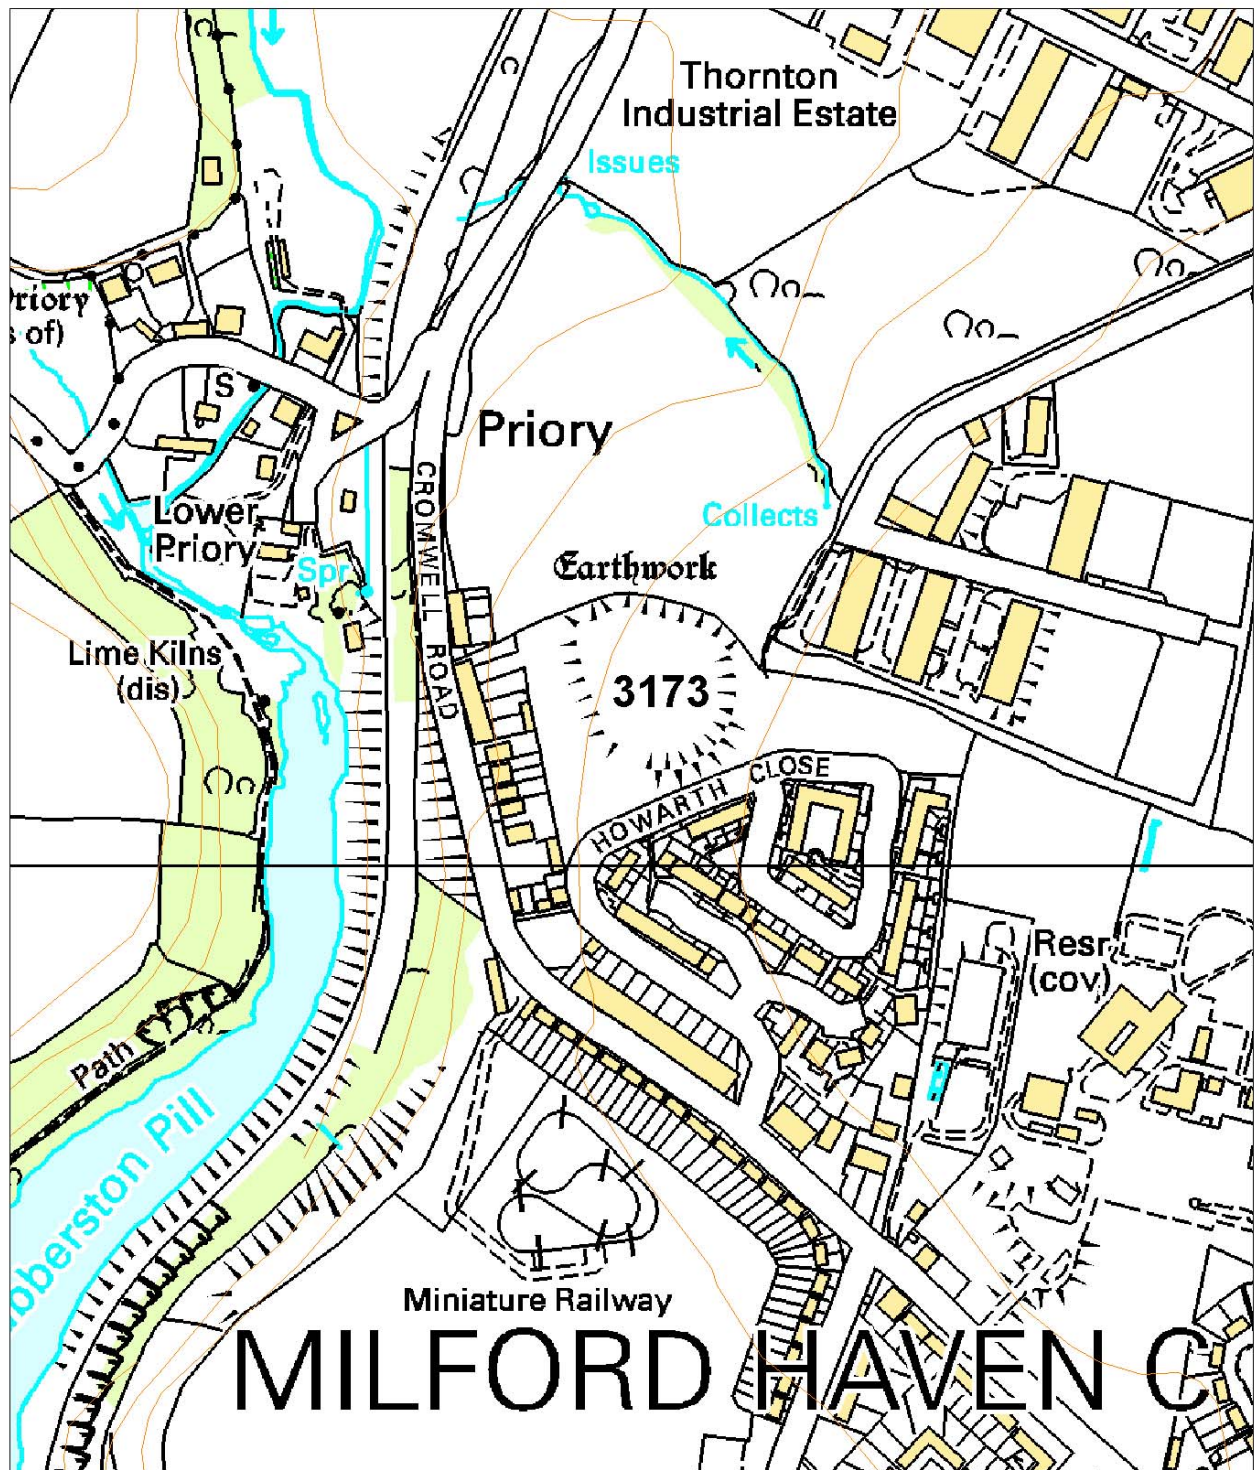 Thornton
Industrial Estate
Issues
riory
s of)
S
Priory
CROMWELL ROAD
Collects
Lower
Priory
Spr
Earthwork
Lime Kilns
(dis)
3173
HOWARTH CLOSE
Resr
(cov)
Path
oberston Pill
Miniature Railway
MILFORD HAVEN C